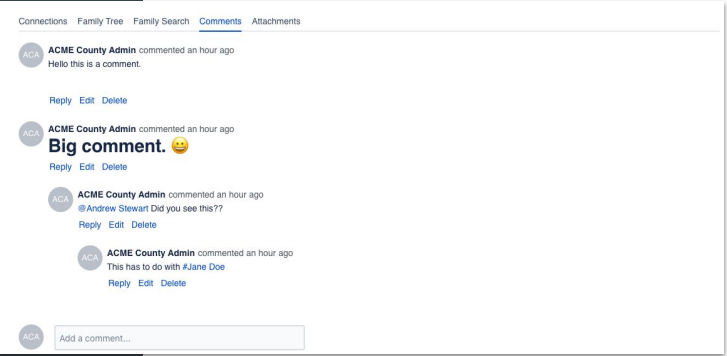 Connections Family Tree Family Search Comments Attachments
ACA
ACME County Admin commented an hour ago
Hello this is a comment.
Reply Edit Delete
ACA
ACME County Admin commented an hour ago
Big comment. 😀
Reply Edit Delete
ACA
ACME County Admin commented an hour ago
@Andrew Stewart Did you see this??
Reply Edit Delete
ACA
ACME County Admin commented an hour ago
This has to do with #Jane Doe
Reply Edit Delete
ACA
Add a comment...